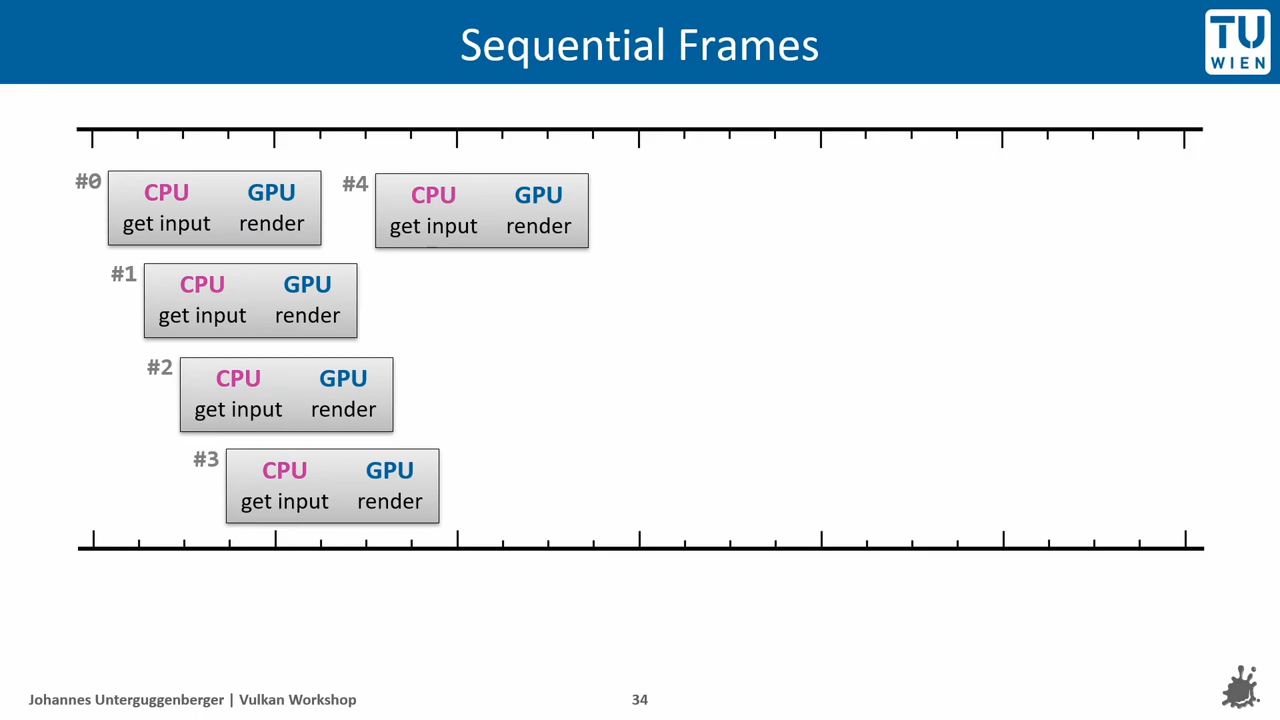 Sequential Frames
TU
WIEN
#0
CPU GPU
get input render
#4
CPU GPU
get input render
#1
CPU GPU
get input render
#2
CPU GPU
get input render
#3
CPU GPU
get input render
Johannes Unterguggenberger | Vulkan Workshop
34